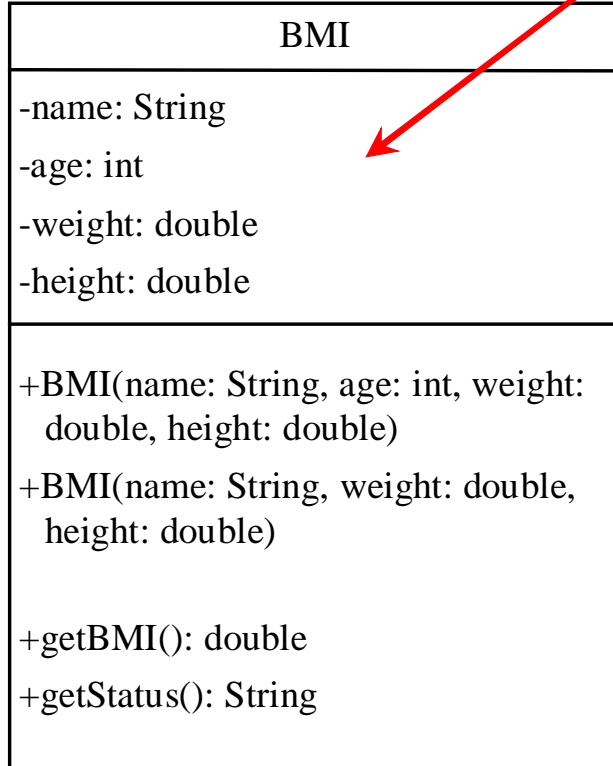 BMI
-name: String
-age: int
-weight: double
-height: double
+BMI(name: String, age: int, weight:
double, height: double)
+BMI(name: String, weight: double,
height: double)
+getBMI(): double
+getStatus(): String